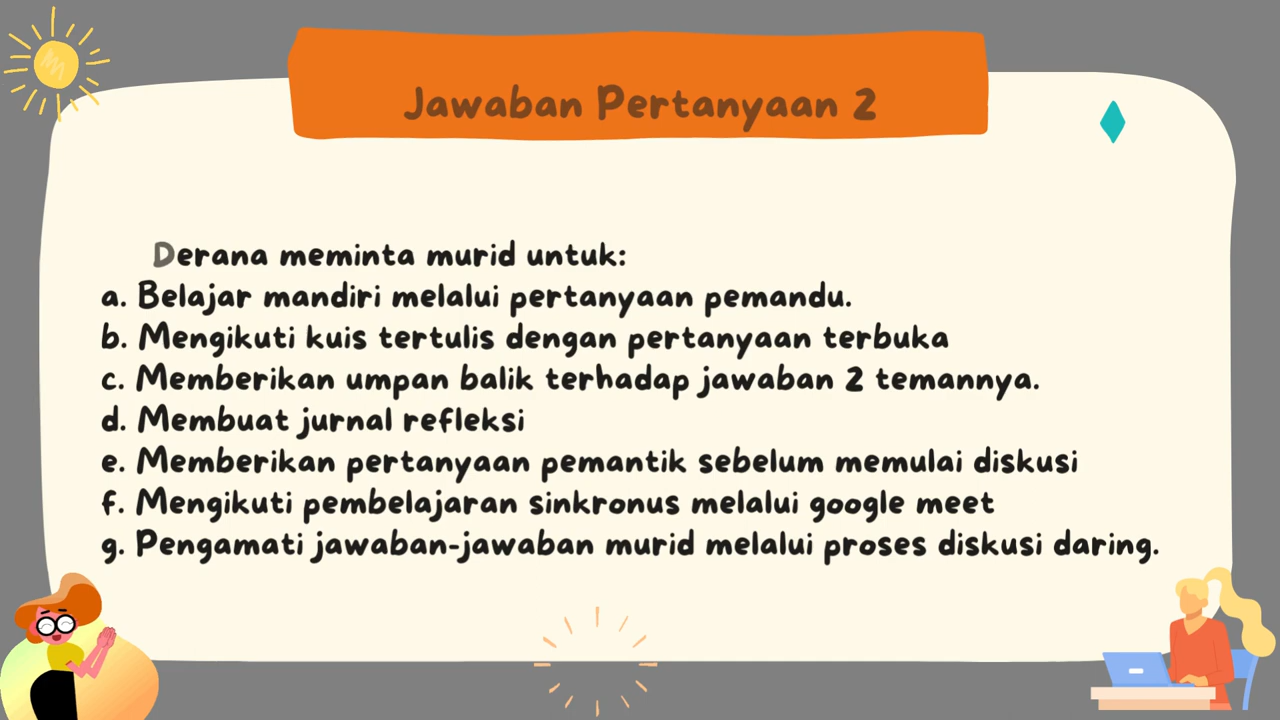 Jawaban Pertanyaan 2
Derana meminta murid untuk:
a. Belajar mandiri melalui pertanyaan pemandu.
b. Mengikuti kuis tertulis dengan pertanyaan terbuka
c. Memberikan umpan balik terhadap jawaban 2 temannya.
d. Membuat jurnal refleksi
e. Memberikan pertanyaan pemantik sebelum memulai diskusi
f. Mengikuti pembelajaran sinkronus melalui google meet
g. Pengamati jawaban-jawaban murid melalui proses diskusi daring.